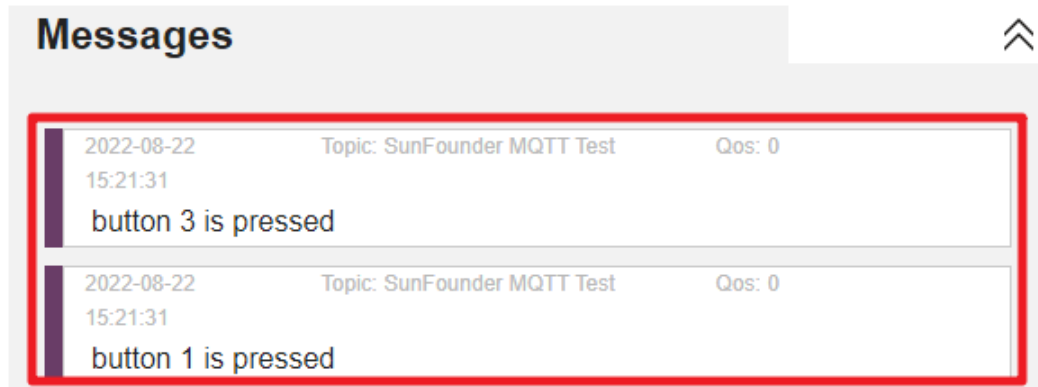 Messages
2022-08-22 Topic: SunFounder MQTT Test Qos: 0
15:21:31
button 3 is pressed
2022-08-22 Topic: SunFounder MQTT Test Qos: 0
15:21:31
button 1 is pressed